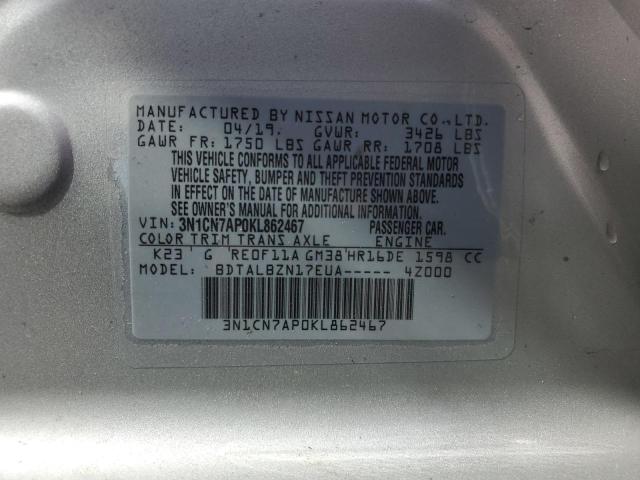 MANUFACTURED BY NISSAN MOTOR CO.,LTD.
DATE: 04/19. GVWR: 3426 LBS
GAWR FR: 1750 LBS GAWR RR: 1708 LBS
THIS VEHICLE CONFORMS TO ALL APPLICABLE FEDERAL MOTOR
VEHICLE SAFETY, BUMPER AND THEFT PREVENTION STANDARDS
IN EFFECT ON THE DATE OF MANUFACTURE SHOWN ABOVE.
SEE OWNER'S MANUAL FOR ADDITIONAL INFORMATION.
VIN: 3N1CN7AP0KL862467 PASSENGER CAR.
COLOR TRIM TRANS AXLE ENGINE
K23 G RE0F11A GM38 HR16DE 1598 CC
MODEL: BDTALBZN17EUA----- 4Z000
3N1CN7AP0KL862467